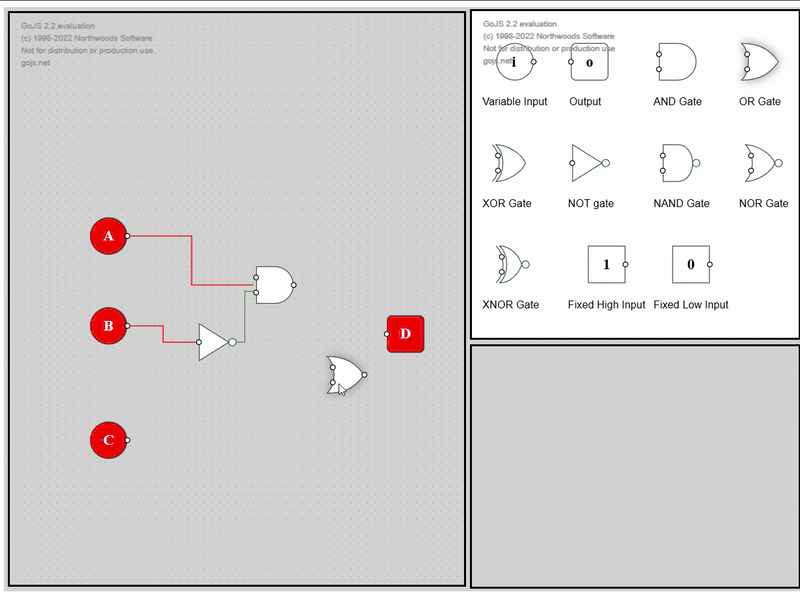 GoJS 2.2 evaluation
(c) 1998-2022 Northwoods Software
Not for distribution or production use
gojs.net
A
B
C
D
GoJS 2.2 evaluation
(c) 1998-2022 Northwoods Software
Not for distribution or production use
gojs.net
i
o
Variable Input
Output
AND Gate
OR Gate
XOR Gate
NOT gate
NAND Gate
NOR Gate
1
0
XNOR Gate
Fixed High Input
Fixed Low Input